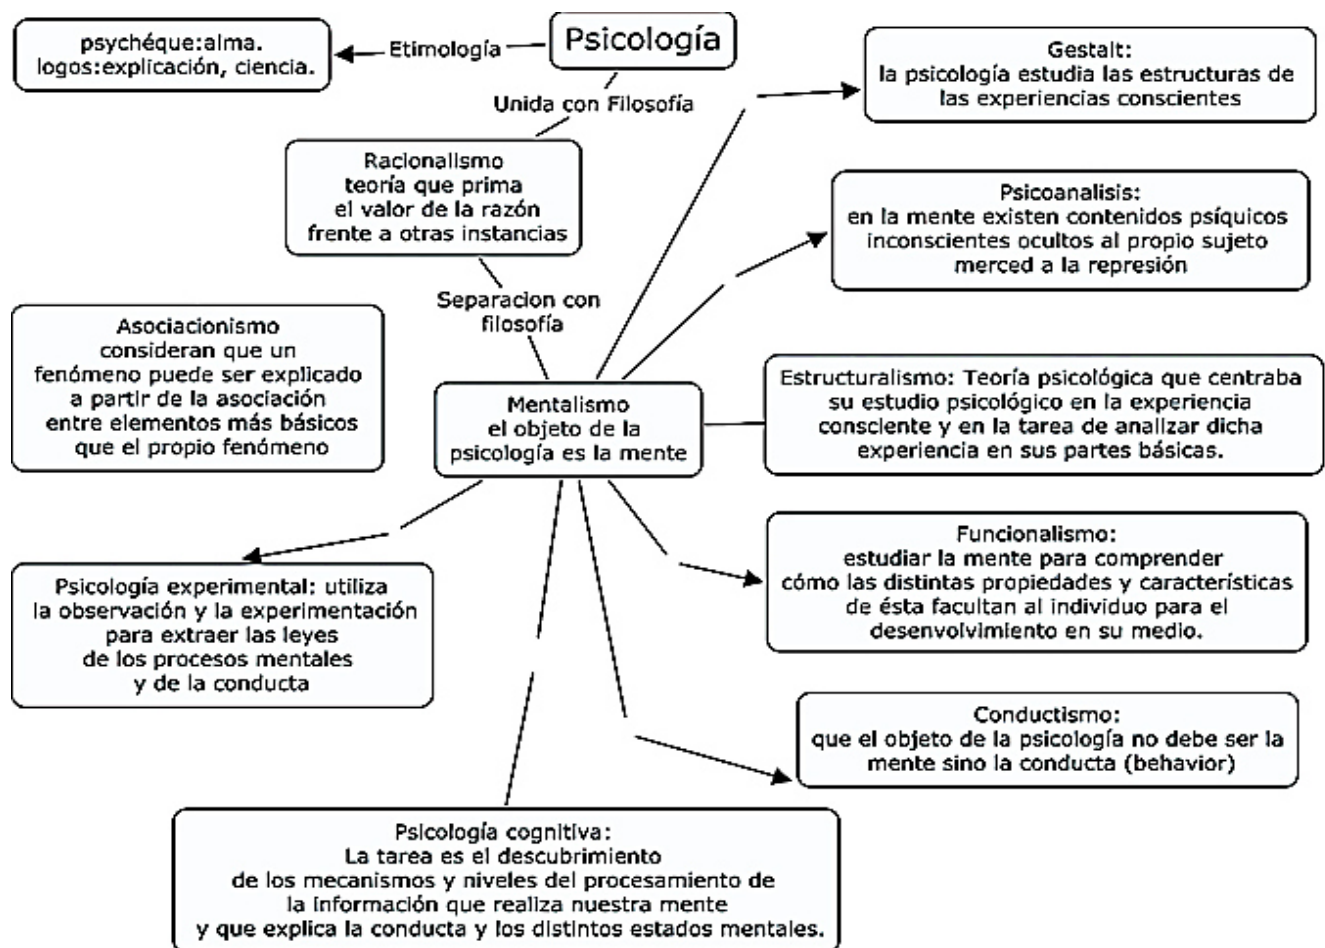 Psicología
Etimología
psychéque:alma.
logos:explicación, ciencia.
Unida con Filosofía
Racionalismo
teoría que prima
el valor de la razón
frente a otras instancias
Separacion con
filosofía
Mentalismo
el objeto de la
psicología es la mente
Gestalt:
la psicología estudia las estructuras de
las experiencias conscientes
Psicoanalisis:
en la mente existen contenidos psíquicos
inconscientes ocultos al propio sujeto
merced a la represión
Estructuralismo: Teoría psicológica que centraba
su estudio psicológico en la experiencia
consciente y en la tarea de analizar dicha
experiencia en sus partes básicas.
Funcionalismo:
estudiar la mente para comprender
cómo las distintas propiedades y características
de ésta facultan al individuo para el
desenvolvimiento en su medio.
Conductismo:
que el objeto de la psicología no debe ser la
mente sino la conducta (behavior)
Psicología cognitiva:
La tarea es el descubrimiento
de los mecanismos y niveles del procesamiento de
la información que realiza nuestra mente
y que explica la conducta y los distintos estados mentales.
Psicología experimental: utiliza
la observación y la experimentación
para extraer las leyes
de los procesos mentales
y de la conducta
Asociacionismo
consideran que un
fenómeno puede ser explicado
a partir de la asociación
entre elementos más básicos
que el propio fenómeno